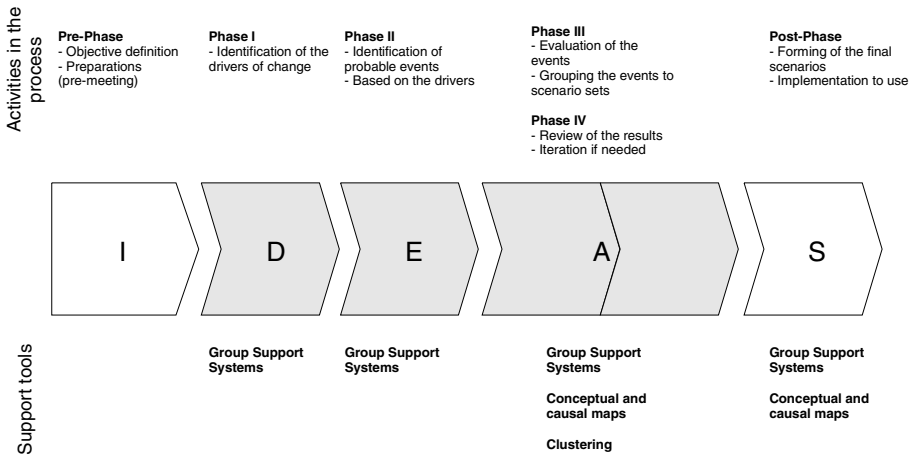 Activities in the
process
Pre-Phase
- Objective definition
- Preparations
(pre-meeting)
Phase I
- Identification of the
drivers of change
Phase II
- Identification of
probable events
- Based on the drivers
Phase III
- Evaluation of the
events
- Grouping the events to
scenario sets
Phase IV
- Review of the results
- Iteration if needed
Post-Phase
- Forming of the final
scenarios
- Implementation to use
I
D
E
A
S
Support tools
Group Support
Systems
Group Support
Systems
Group Support
Systems
Conceptual and
causal maps
Clustering
Group Support
Systems
Conceptual and
causal maps